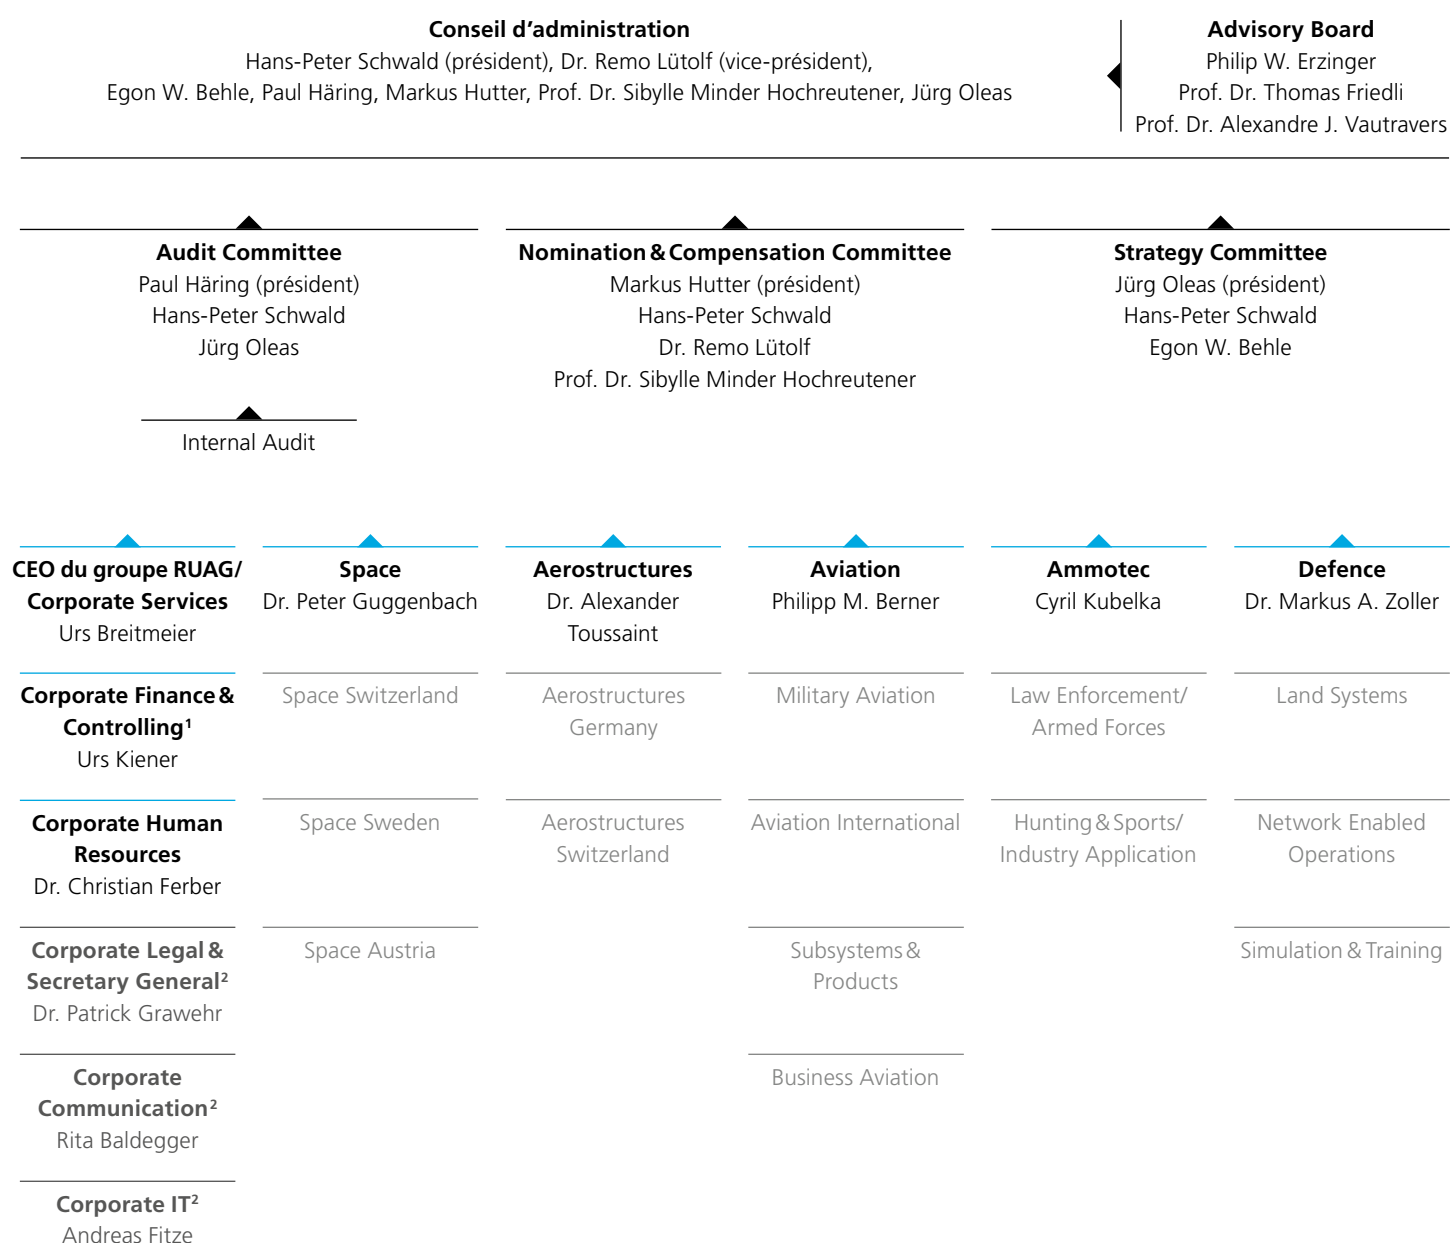 Conseil d'administration
Hans-Peter Schwald (président), Dr. Remo Lütolf (vice-président),
Egon W. Behle, Paul Häring, Markus Hutter, Prof. Dr. Sibylle Minder Hochreutener, Jürg Oleas
Advisory Board
Philip W. Erzinger
Prof. Dr. Thomas Friedli
Prof. Dr. Alexandre J. Vautravers
Audit Committee
Paul Häring (président)
Hans-Peter Schwald
Jürg Oleas
Internal Audit
Nomination & Compensation Committee
Markus Hutter (président)
Hans-Peter Schwald
Dr. Remo Lütolf
Prof. Dr. Sibylle Minder Hochreutener
Strategy Committee
Jürg Oleas (président)
Hans-Peter Schwald
Egon W. Behle
CEO du groupe RUAG/
Corporate Services
Urs Breitmeier
Corporate Finance &
Controlling¹
Urs Kiener
Corporate Human
Resources
Dr. Christian Ferber
Corporate Legal &
Secretary General²
Dr. Patrick Grawehr
Corporate
Communication²
Rita Baldegger
Corporate IT²
Andreas Fitze
Space
Dr. Peter Guggenbach
Space Switzerland
Space Sweden
Space Austria
Aerostructures
Dr. Alexander
Toussaint
Aerostructures
Germany
Aerostructures
Switzerland
Aviation
Philipp M. Berner
Military Aviation
Aviation International
Subsystems &
Products
Business Aviation
Ammotec
Cyril Kubelka
Law Enforcement/
Armed Forces
Hunting & Sports/
Industry Application
Defence
Dr. Markus A. Zoller
Land Systems
Network Enabled
Operations
Simulation & Training